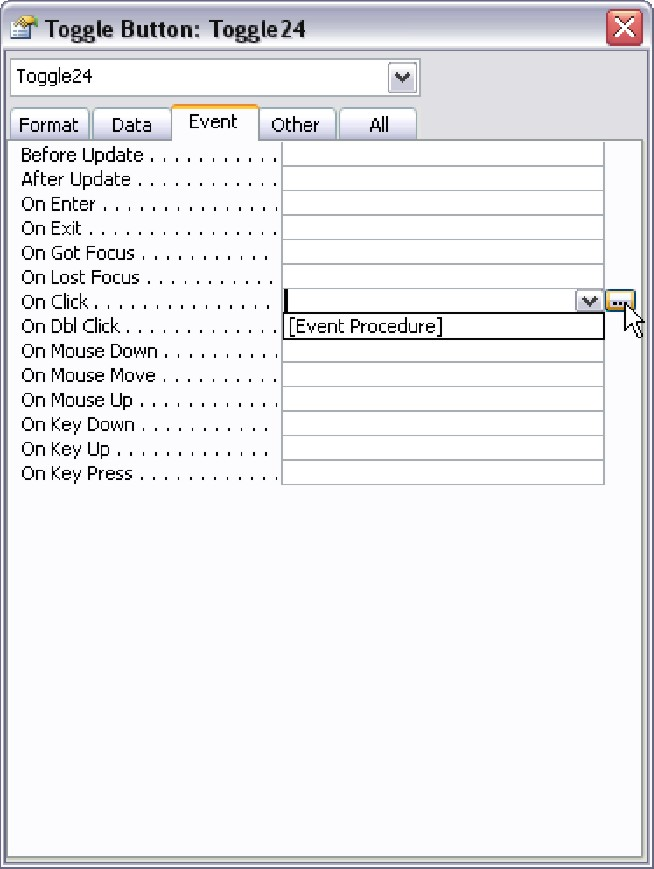 Toggle Button: Toggle24
Toggle24
Format Data Event Other All
Before Update . . . . . . . . . . .
After Update . . . . . . . . . . . .
On Enter . . . . . . . . . . . . . .
On Exit . . . . . . . . . . . . . . .
On Got Focus . . . . . . . . . . .
On Lost Focus . . . . . . . . . . .
On Click . . . . . . . . . . . . . . ...
On Dbl Click . . . . . . . . . . . . [Event Procedure]
On Mouse Down . . . . . . . . . .
On Mouse Move . . . . . . . . . .
On Mouse Up . . . . . . . . . . . .
On Key Down . . . . . . . . . . .
On Key Up . . . . . . . . . . . . .
On Key Press . . . . . . . . . . . .